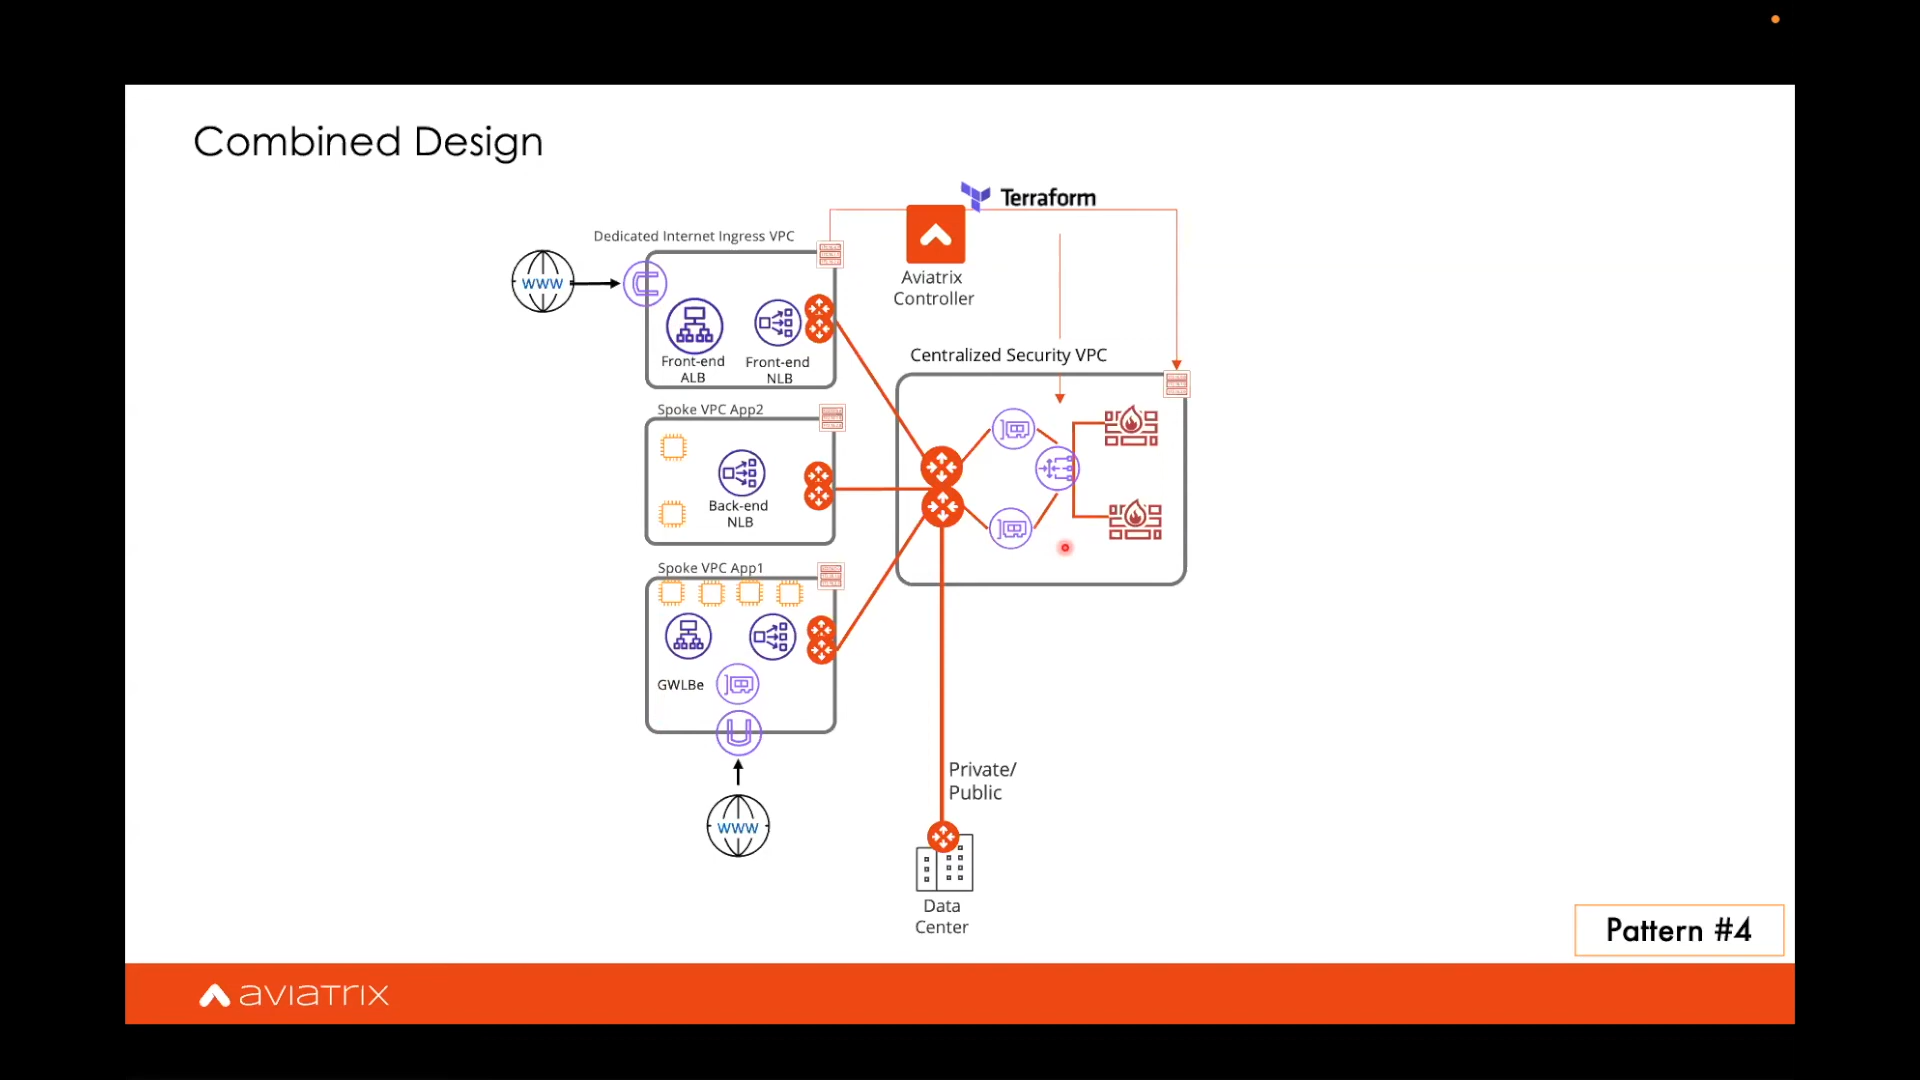 Combined Design
Terraform
Dedicated Internet Ingress VPC
www
Aviatrix
Controller
Front-end
ALB
Front-end
NLB
Centralized Security VPC
Spoke VPC App2
Back-end
NLB
Spoke VPC App1
GWLBe
www
Private/
Public
Data
Center
Pattern #4
aviatrix